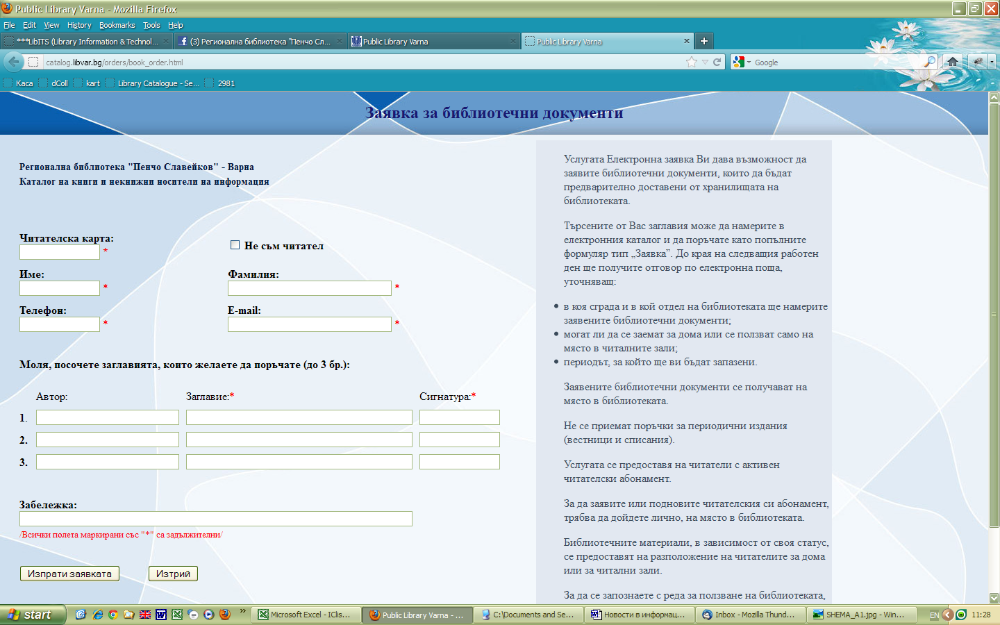 Public Library Varna - Mozilla Firefox
File Edit View History Bookmarks Tools Help
***LibITS (Library Information & Technol...
(3) Регионална библиотека "Пенчо Сл...
Public Library Varna
Public Library Varna
catalog.libvar.bg/orders/book_order.html
Google
Kaca dColl kart Library Catalogue - Se... 2981
Заявка за библиотечни документи
Регионална библиотека "Пенчо Славейков" - Варна
Каталог на книги и некнижни носители на информация
Читателска карта:
*
Не съм читател
Име: Фамилия:
* *
Телефон: E-mail:
* *
Моля, посочете заглавията, които желаете да поръчате (до 3 бр.):
Автор: Заглавие:* Сигнатура:*
1.
2.
3.
Забележка:
/Всички полета маркирани със "*" са задължителни/
Изпрати заявката Изтрий
Услугата Електронна заявка Ви дава възможност да
заявите библиотечни документи, които да бъдат
предварително доставени от хранилищата на
библиотеката.
Търсените от Вас заглавия може да намерите в
електронния каталог и да поръчате като попълните
формуляр тип „Заявка”. До края на следващия работен
ден ще получите отговор по електронна поща,
уточняващ:
в коя сграда и в кой отдел на библиотеката ще намерите
заявените библиотечни документи;
могат ли да се заемат за дома или се ползват само на
място в читалните зали;
периодът, за който ще ви бъдат запазени.
Заявените библиотечни документи се получават на
място в библиотеката.
Не се приемат поръчки за периодични издания
(вестници и списания).
Услугата се предоставя на читатели с активен
читателски абонамент.
За да заявите или подновите читателския си абонамент,
трябва да дойдете лично, на място в библиотеката.
Библиотечните материали, в зависимост от своя статус,
се предоставят на разположение на читателите за дома
или за читални зали.
За да се запознаете с реда за ползване на библиотеката,
start
Microsoft Excel - IClis...
Public Library Varna - ...
C:\Documents and Se...
Новости в информац...
Inbox - Mozilla Thund...
SHEMA_A1.jpg - Win...
EN
11:28